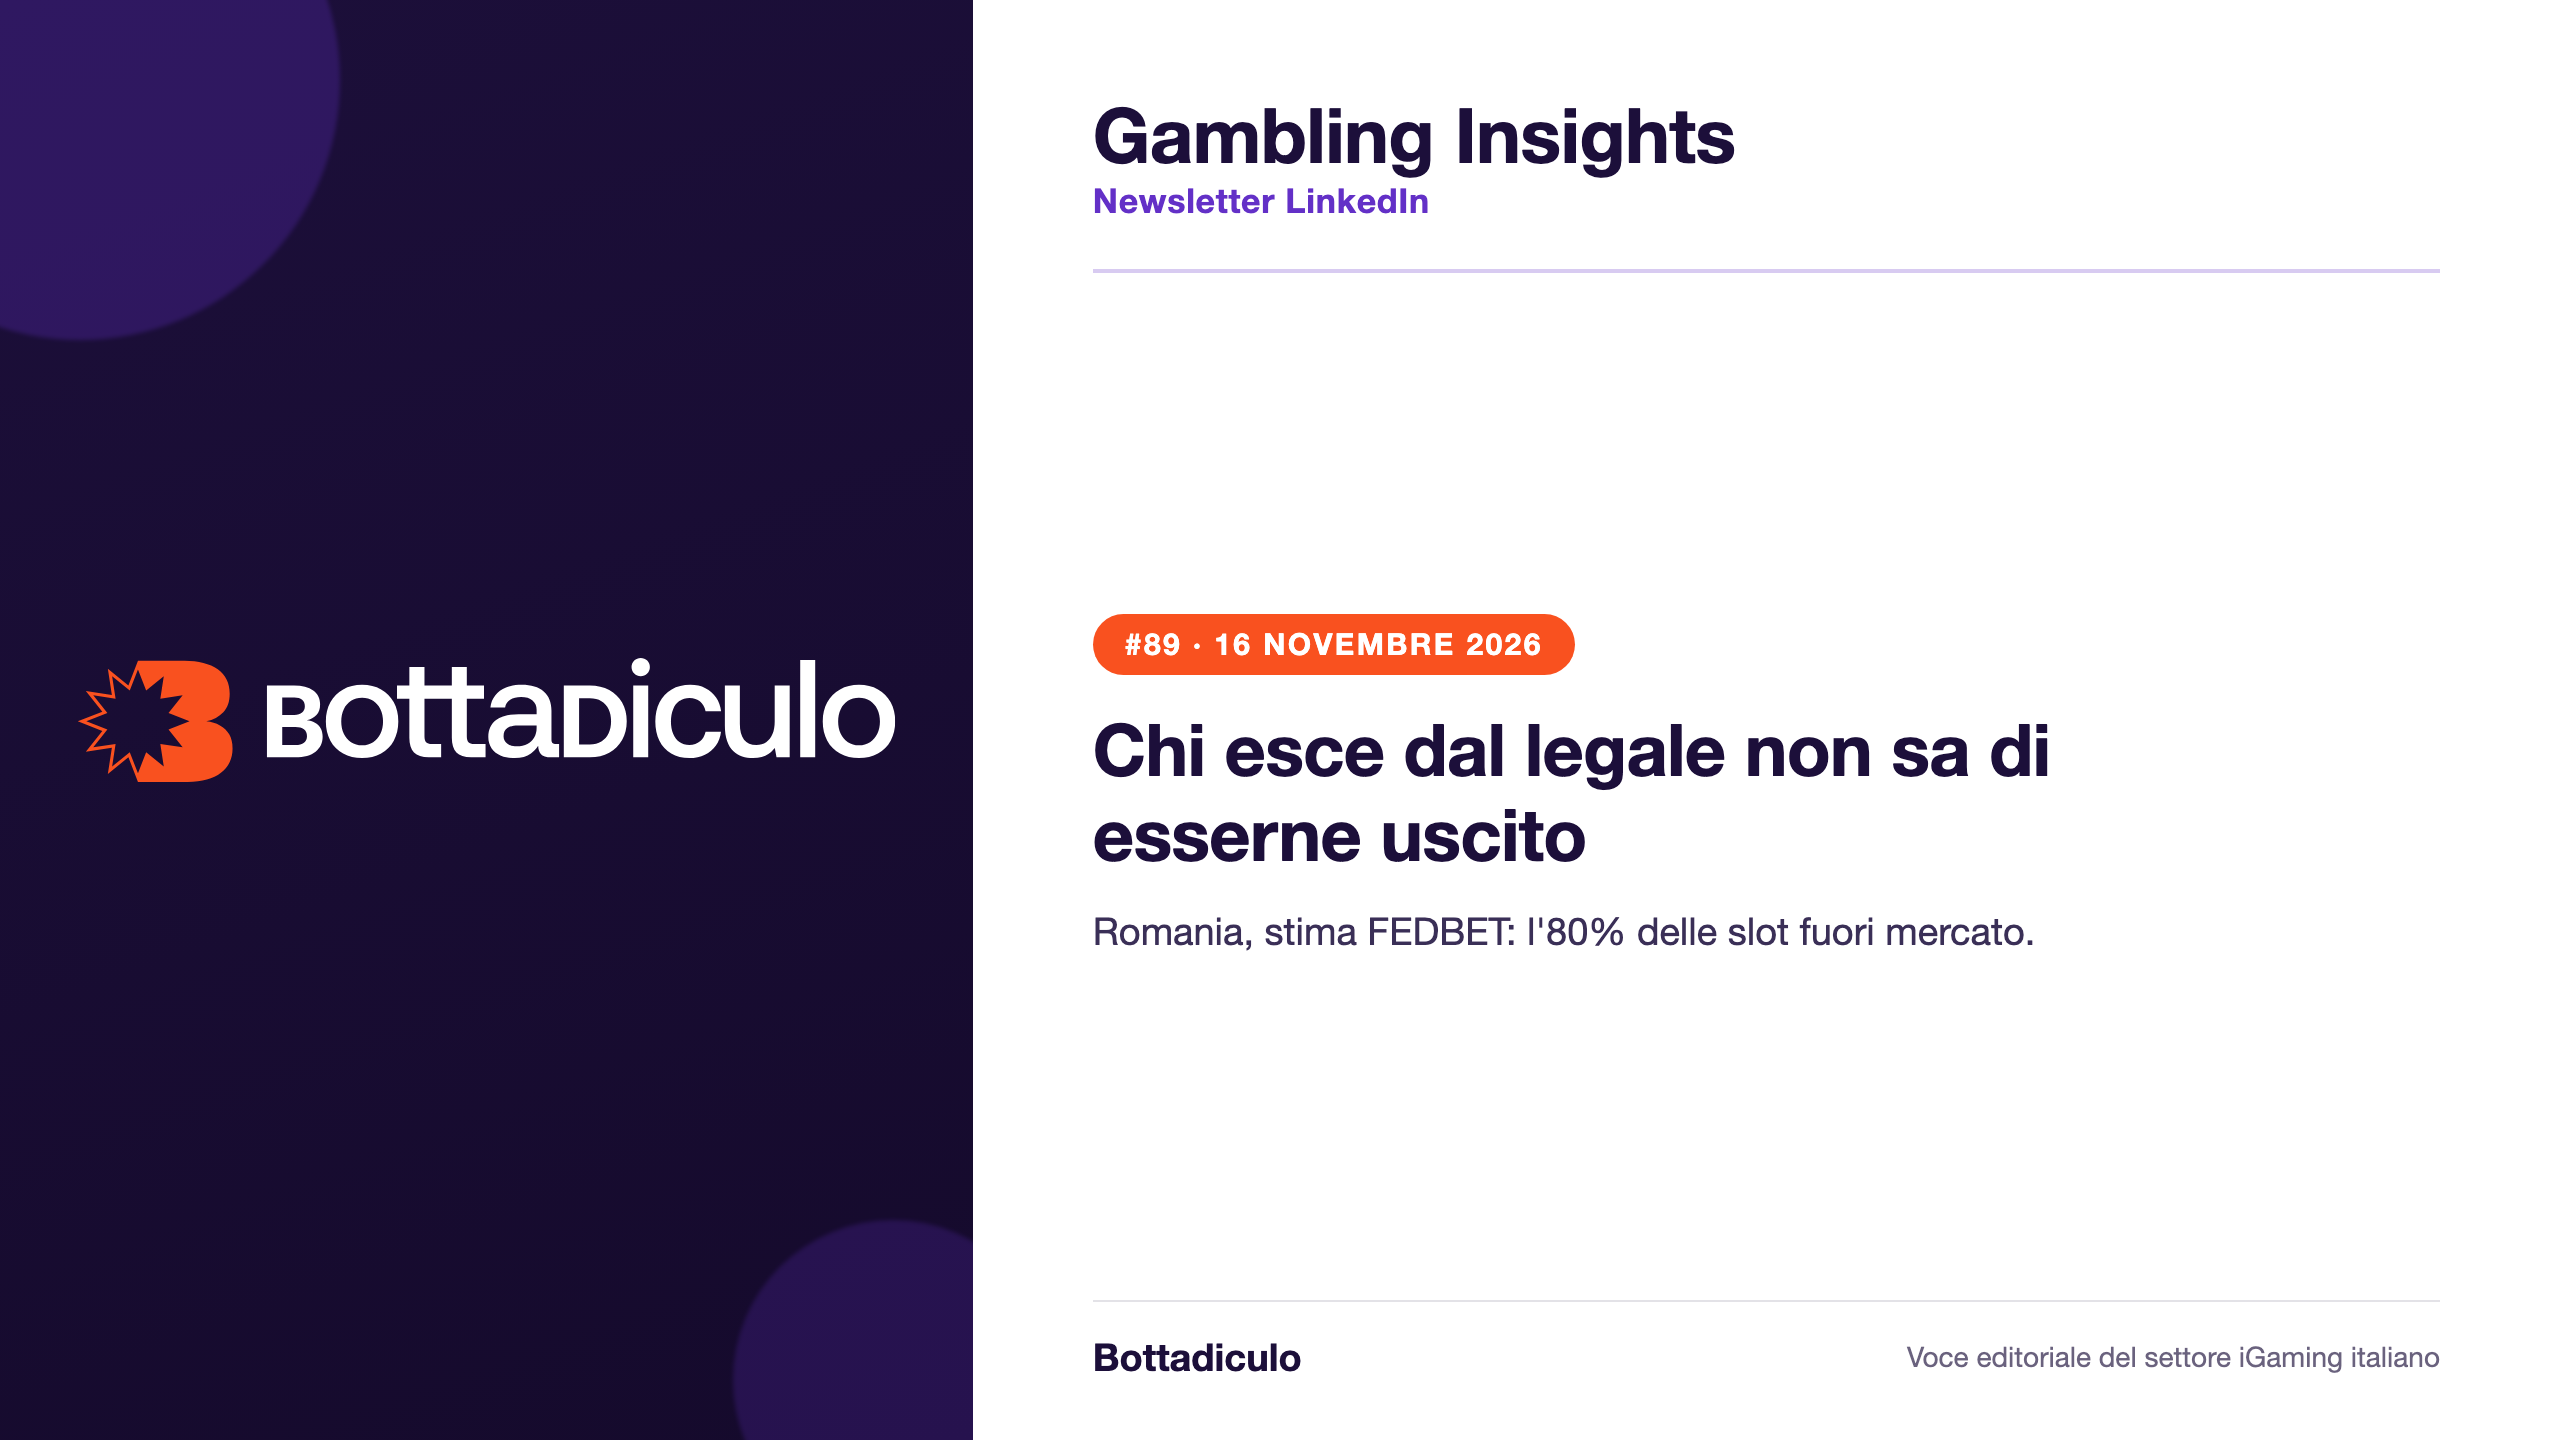 Bottadiculo
Gambling Insights
Newsletter LinkedIn
#89 · 16 NOVEMBRE 2026
Chi esce dal legale non sa di
esserne uscito
Romania, stima FEDBET: l'80% delle slot fuori mercato.
Bottadiculo
Voce editoriale del settore iGaming italiano